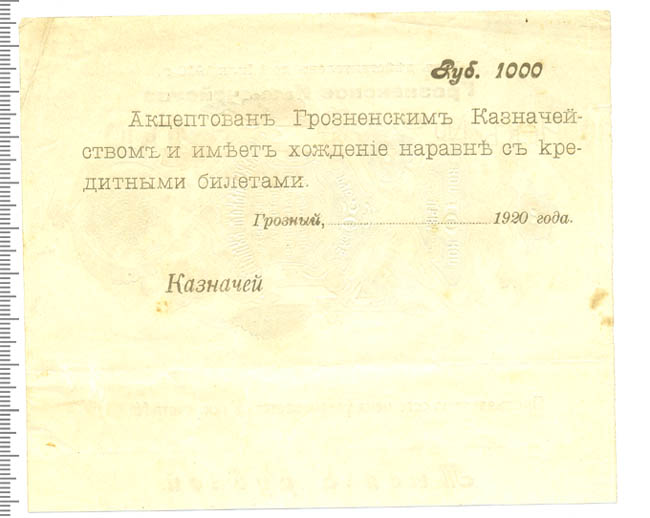 Руб. 1000
Акцептованъ Грозненскимъ Казначей-
ствомъ и имѣетъ хожденіе наравнѣ съ кре-
дитными билетами.
Грозный, 1920 года.
Казначей